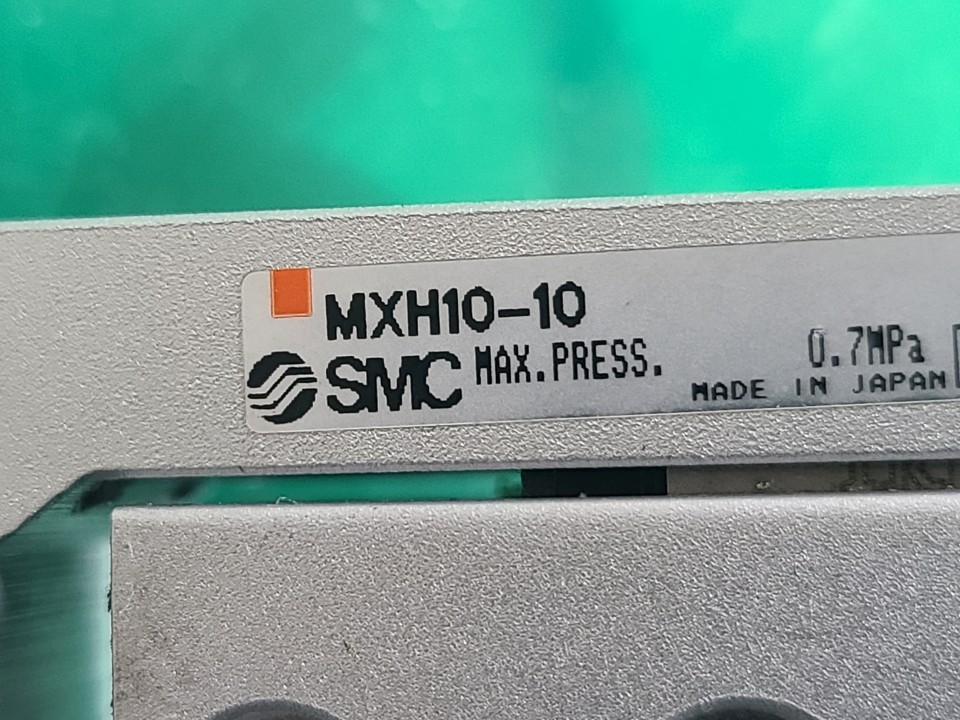 MXH10-10
SMC MAX.PRESS. 0.7MPa
MADE IN JAPAN